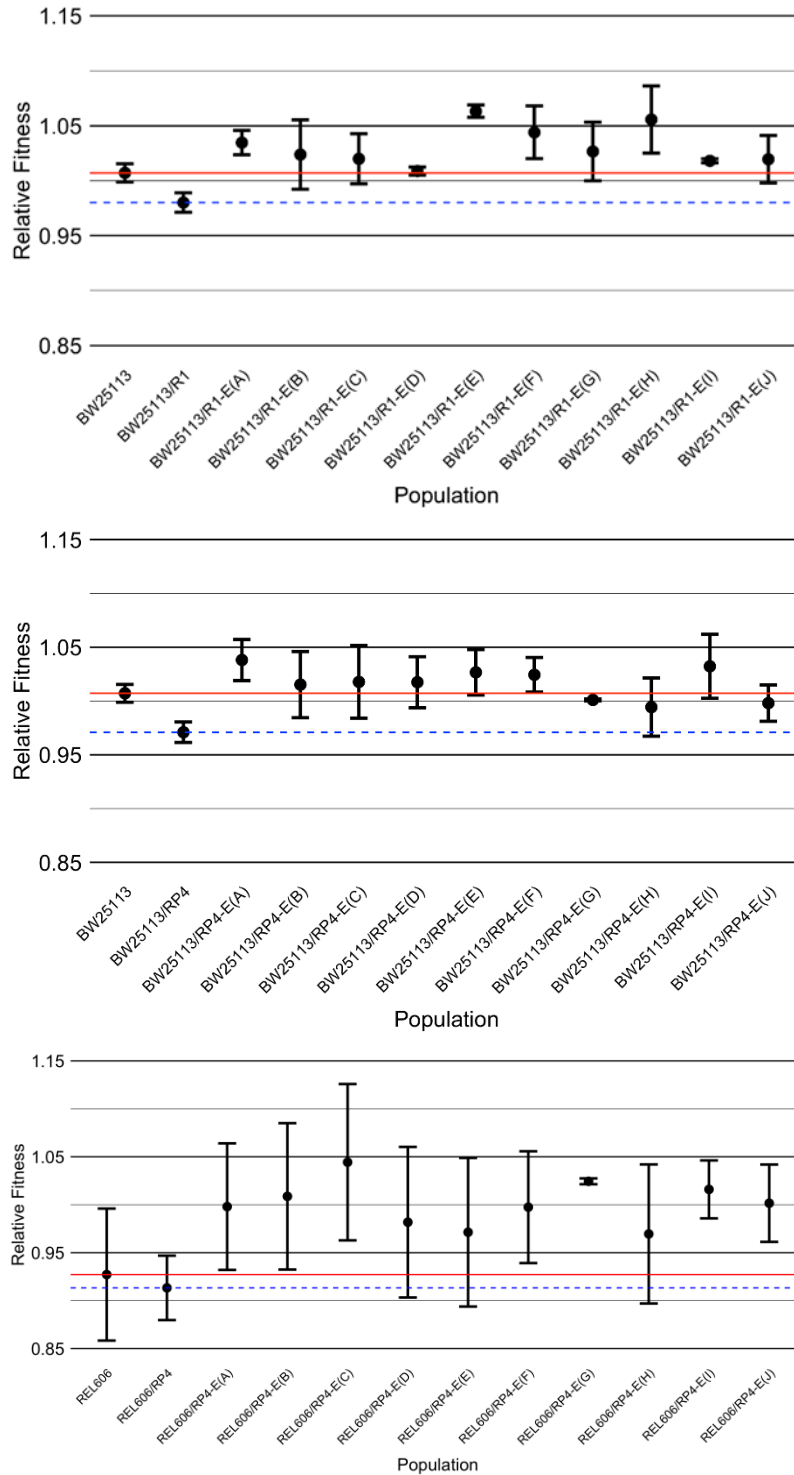 1.15
1.05
0.95
0.85
Relative Fitness
BW25113
BW25113/R1
BW25113/R1-E(A)
BW25113/R1-E(B)
BW25113/R1-E(C)
BW25113/R1-E(D)
BW25113/R1-E(E)
BW25113/R1-E(F)
BW25113/R1-E(G)
BW25113/R1-E(H)
BW25113/R1-E(I)
BW25113/R1-E(J)
Population
1.15
1.05
0.95
0.85
Relative Fitness
BW25113
BW25113/RP4
BW25113/RP4-E(A)
BW25113/RP4-E(B)
BW25113/RP4-E(C)
BW25113/RP4-E(D)
BW25113/RP4-E(E)
BW25113/RP4-E(F)
BW25113/RP4-E(G)
BW25113/RP4-E(H)
BW25113/RP4-E(I)
BW25113/RP4-E(J)
Population
1.15
1.05
0.95
0.85
Relative Fitness
REL606
REL606/RP4
REL606/RP4-E(A)
REL606/RP4-E(B)
REL606/RP4-E(C)
REL606/RP4-E(D)
REL606/RP4-E(E)
REL606/RP4-E(F)
REL606/RP4-E(G)
REL606/RP4-E(H)
REL606/RP4-E(I)
REL606/RP4-E(J)
Population